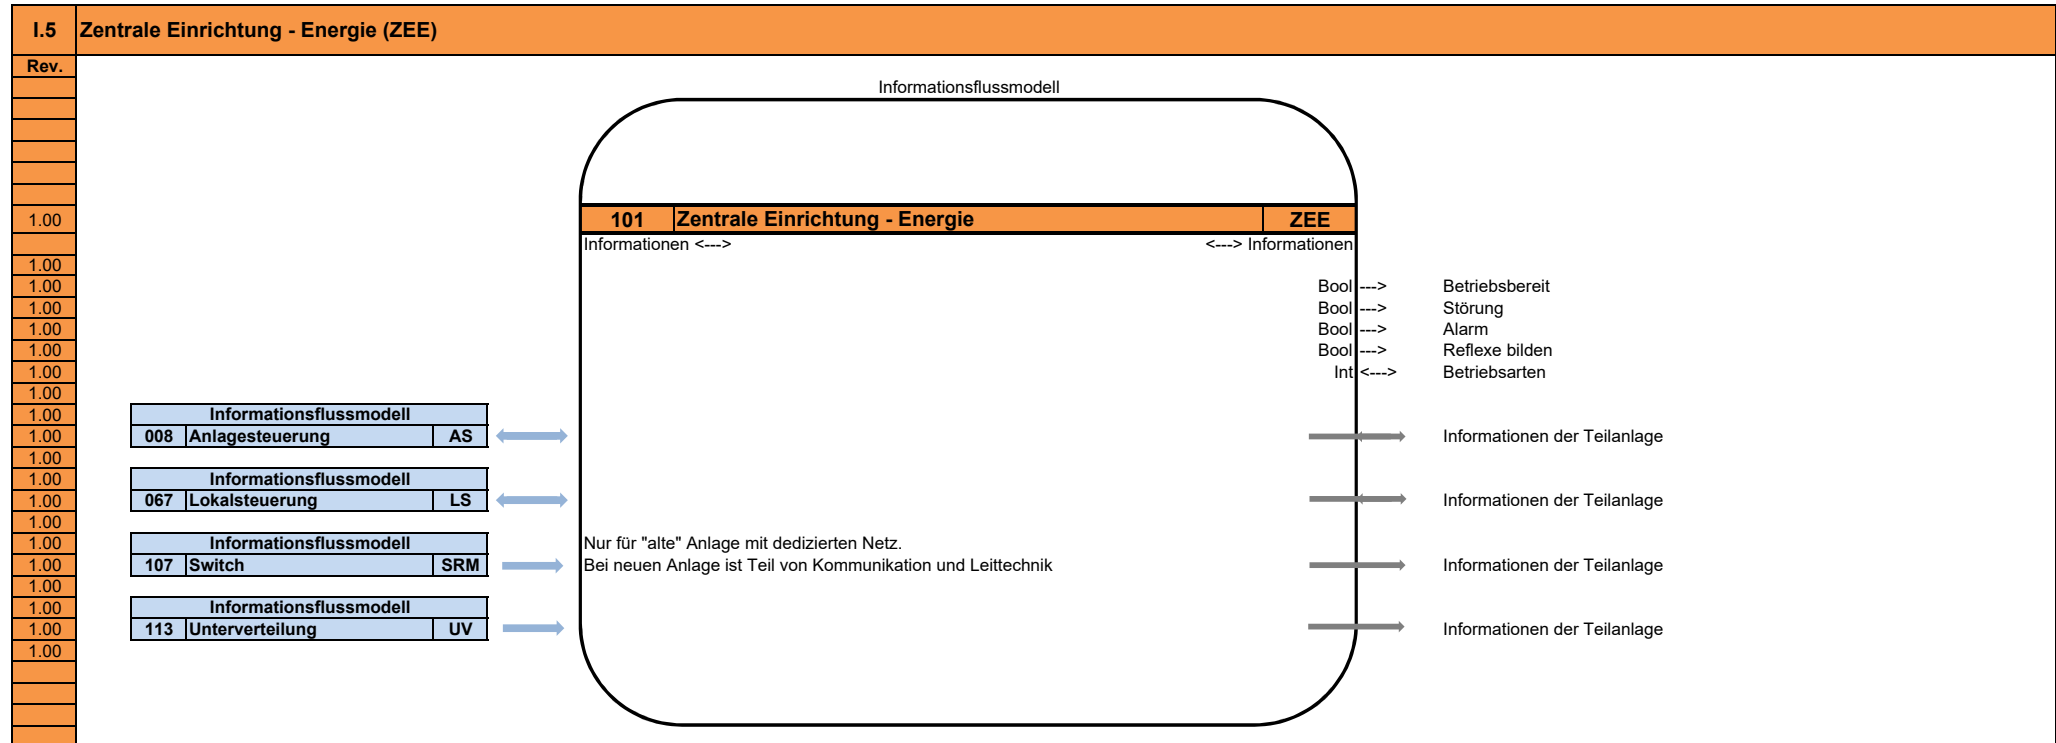 I.5 Zentrale Einrichtung - Energie (ZEE)
Rev.
Informationsflussmodell
1.00 101 Zentrale Einrichtung - Energie ZEE
Informationen <---> <---> Informationen
1.00
1.00 Bool ---> Betriebsbereit
1.00 Bool ---> Störung
1.00 Bool ---> Alarm
1.00 Bool ---> Reflexe bilden
1.00 Int <---> Betriebsarten
1.00
1.00 Informationsflussmodell
1.00 008 Anlagesteuerung AS Informationen der Teilanlage
1.00
1.00 Informationsflussmodell
1.00 067 Lokalsteuerung LS Informationen der Teilanlage
1.00
1.00 Informationsflussmodell Nur für "alte" Anlage mit dedizierten Netz.
1.00 107 Switch SRM Bei neuen Anlage ist Teil von Kommunikation und Leittechnik Informationen der Teilanlage
1.00
1.00 Informationsflussmodell
1.00 113 Unterverteilung UV Informationen der Teilanlage
1.00